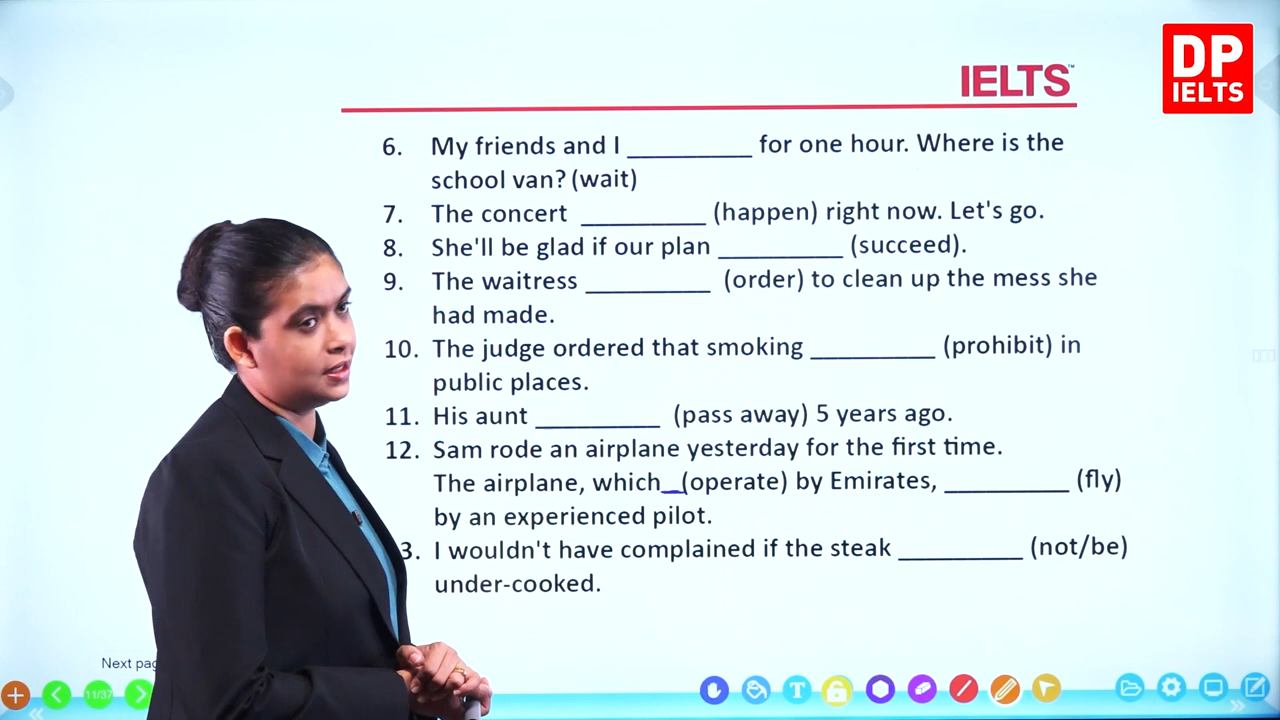 DP
IELTS
IELTS™
6. My friends and I __________ for one hour. Where is the
school van? (wait)
7. The concert __________ (happen) right now. Let's go.
8. She'll be glad if our plan __________ (succeed).
9. The waitress __________ (order) to clean up the mess she
had made.
10. The judge ordered that smoking __________ (prohibit) in
public places.
11. His aunt __________ (pass away) 5 years ago.
12. Sam rode an airplane yesterday for the first time.
The airplane, which_(operate) by Emirates, __________ (fly)
by an experienced pilot.
3. I wouldn't have complained if the steak __________ (not/be)
under-cooked.
Next pag
11/37
T